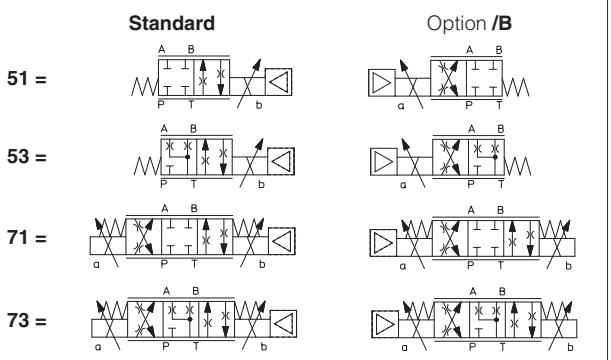 Standard Option /B
A B A B
51 =
P T b a P T
A B A B
53 =
P T b a P T
A B A B
71 =
a P T b a P T b
A B A B
73 =
a P T b a P T b